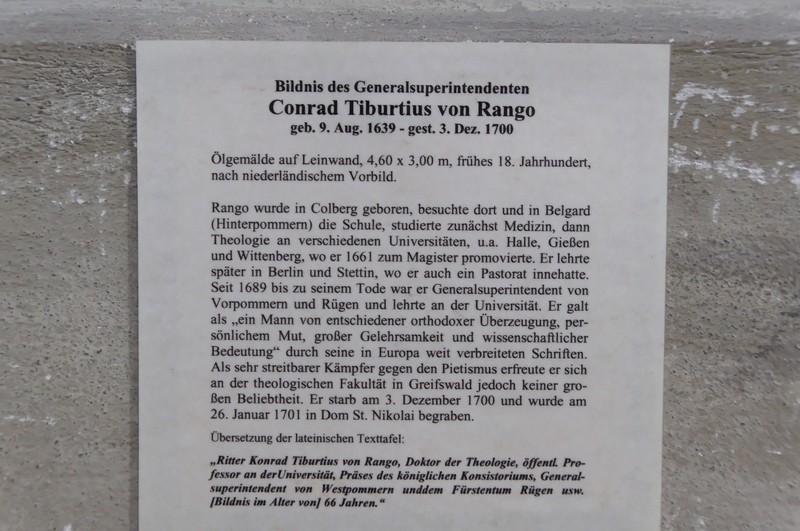 Bildnis des Generalsuperintendenten
Conrad Tiburtius von Rango
geb. 9. Aug. 1639 - gest. 3. Dez. 1700
Ölgemälde auf Leinwand, 4,60 x 3,00 m, frühes 18. Jahrhundert,
nach niederländischem Vorbild.
Rango wurde in Colberg geboren, besuchte dort und in Belgard
(Hinterpommern) die Schule, studierte zunächst Medizin, dann
Theologie an verschiedenen Universitäten, u.a. Halle, Gießen
und Wittenberg, wo er 1661 zum Magister promovierte. Er lehrte
später in Berlin und Stettin, wo er auch ein Pastorat innehatte.
Seit 1689 bis zu seinem Tode war er Generalsuperintendent von
Vorpommern und Rügen und lehrte an der Universität. Er galt
als „ein Mann von entschiedener orthodoxer Überzeugung, per-
sönlichem Mut, großer Gelehrsamkeit und wissenschaftlicher
Bedeutung“ durch seine in Europa weit verbreiteten Schriften.
Als sehr streitbarer Kämpfer gegen den Pietismus erfreute er sich
an der theologischen Fakultät in Greifswald jedoch keiner gro-
ßen Beliebtheit. Er starb am 3. Dezember 1700 und wurde am
26. Januar 1701 in Dom St. Nikolai begraben.
Übersetzung der lateinischen Texttafel:
„Ritter Konrad Tiburtius von Rango, Doktor der Theologie, öffentl. Pro-
fessor an derUniversität, Präses des königlichen Konsistoriums, General-
superintendent von Westpommern unddem Fürstentum Rügen usw.
[Bildnis im Alter von] 66 Jahren.“